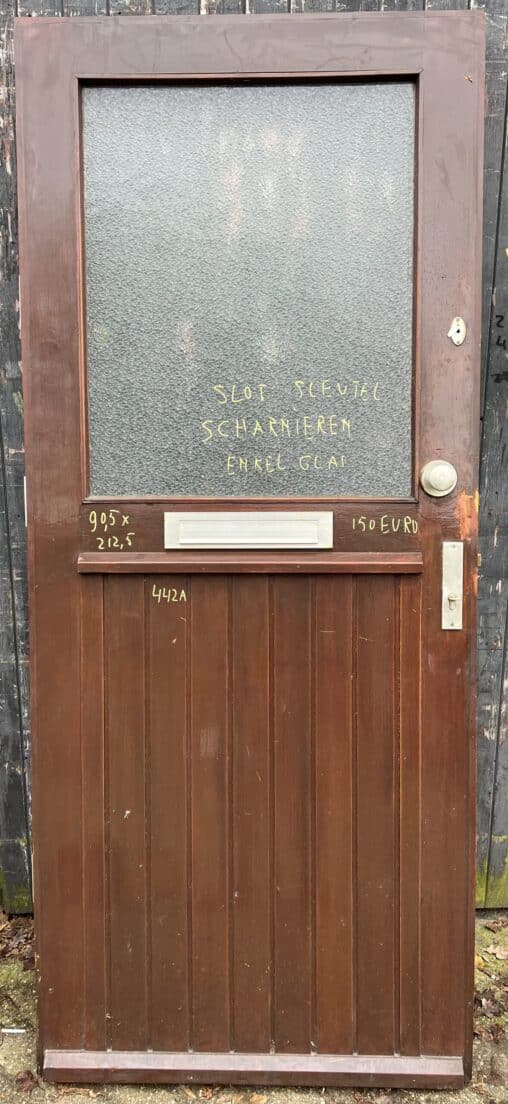 SLOT SLEUTEL
SCHARNIEREN
ENKEL GLAS
90,5 x
212,5
150 EURO
442A